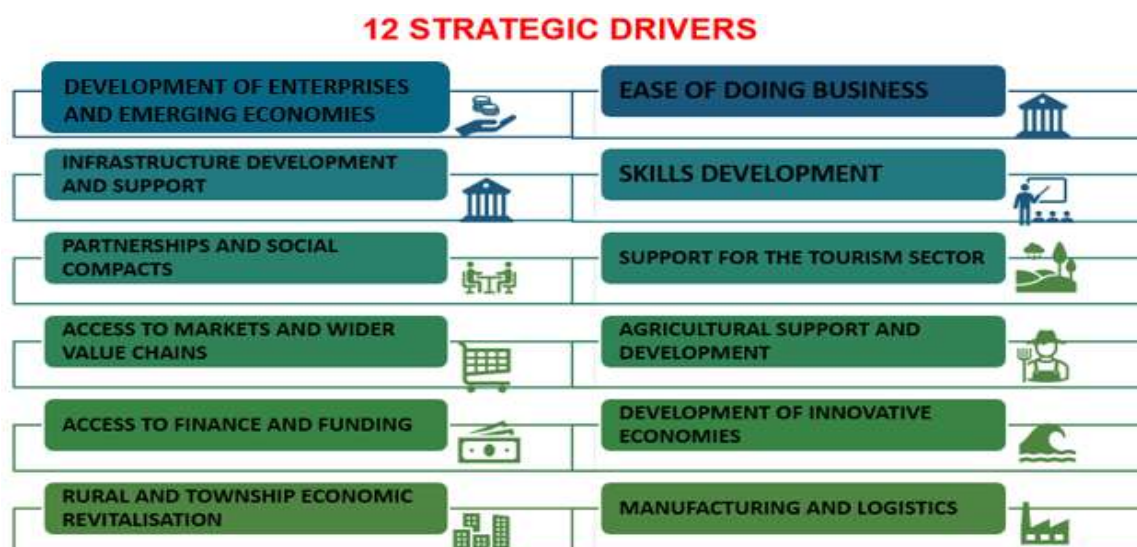 12 STRATEGIC DRIVERS
DEVELOPMENT OF ENTERPRISES
AND EMERGING ECONOMIES
EASE OF DOING BUSINESS
INFRASTRUCTURE DEVELOPMENT
AND SUPPORT
SKILLS DEVELOPMENT
PARTNERSHIPS AND SOCIAL
COMPACTS
SUPPORT FOR THE TOURISM SECTOR
ACCESS TO MARKETS AND WIDER
VALUE CHAINS
AGRICULTURAL SUPPORT AND
DEVELOPMENT
ACCESS TO FINANCE AND FUNDING
DEVELOPMENT OF INNOVATIVE
ECONOMIES
RURAL AND TOWNSHIP ECONOMIC
REVITALISATION
MANUFACTURING AND LOGISTICS